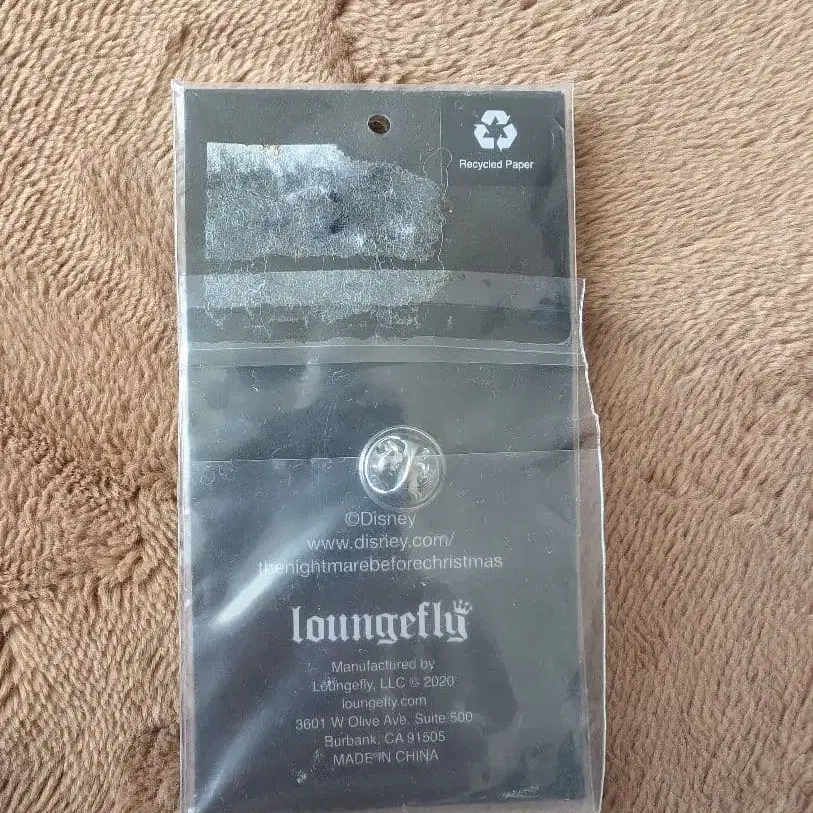 Recycled Paper
©Disney
www.disney.com/
thenightmarebeforechristmas
loungefly
Manufactured by
Loungefly, LLC © 2020
loungefly.com
3601 W Olive Ave. Suite 500
Burbank, CA 91505
MADE IN CHINA